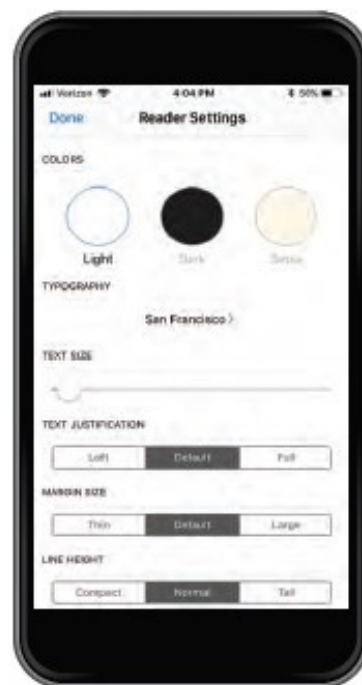 Verizon 4:04 PM 50%
Done Reader Settings
COLORS
Light Dark Sepia
TYPOGRAPHY
San Francisco >
TEXT SIZE
TEXT JUSTIFICATION
Left Default Full
MARGIN SIZE
Thin Default Large
LINE HEIGHT
Compact Normal Tall